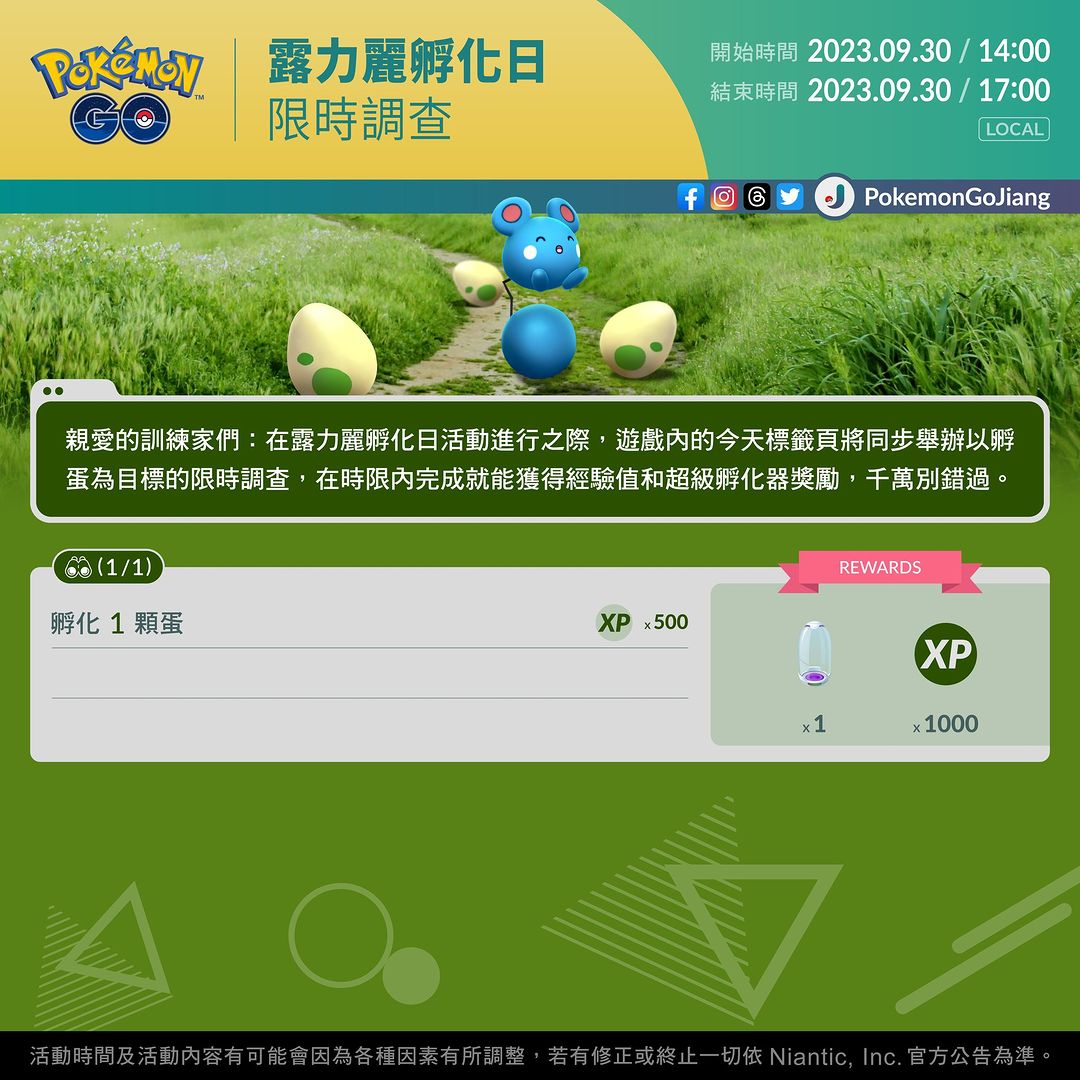 POKÉMON
GO
TM
露力麗孵化日
限時調查
開始時間 2023.09.30 / 14:00
結束時間 2023.09.30 / 17:00
LOCAL
PokemonGoJiang
親愛的訓練家們：在露力麗孵化日活動進行之際，遊戲內的今天標籤頁將同步舉辦以孵
蛋為目標的限時調查，在時限內完成就能獲得經驗值和超級孵化器獎勵，千萬別錯過。
(1/1)
孵化 1 顆蛋
XP x500
REWARDS
XP
x1
x1000
活動時間及活動內容有可能會因為各種因素有所調整，若有修正或終止一切依 Niantic, Inc. 官方公告為準。